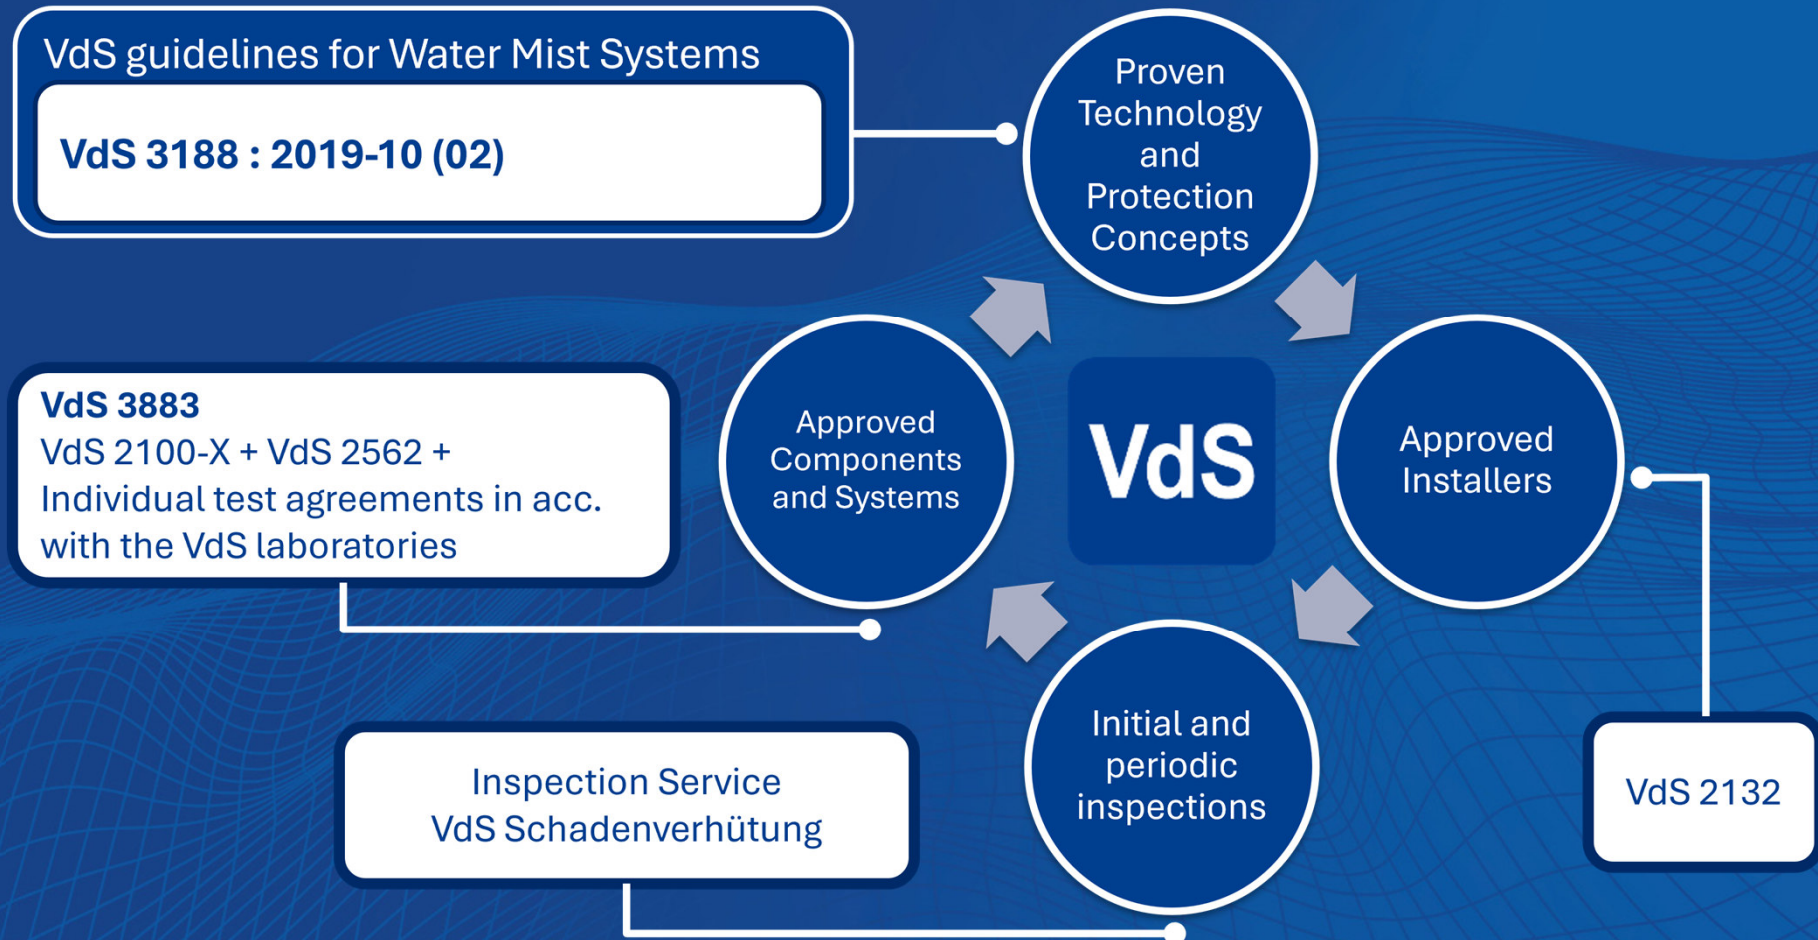 VdS guidelines for Water Mist Systems
VdS 3188 : 2019-10 (02)
Proven
Technology
and
Protection
Concepts
VdS 3883
VdS 2100-X + VdS 2562 +
Individual test agreements in acc.
with the VdS laboratories
Approved
Components
and Systems
VdS
Approved
Installers
Initial and
periodic
inspections
Inspection Service
VdS Schadenverhütung
VdS 2132